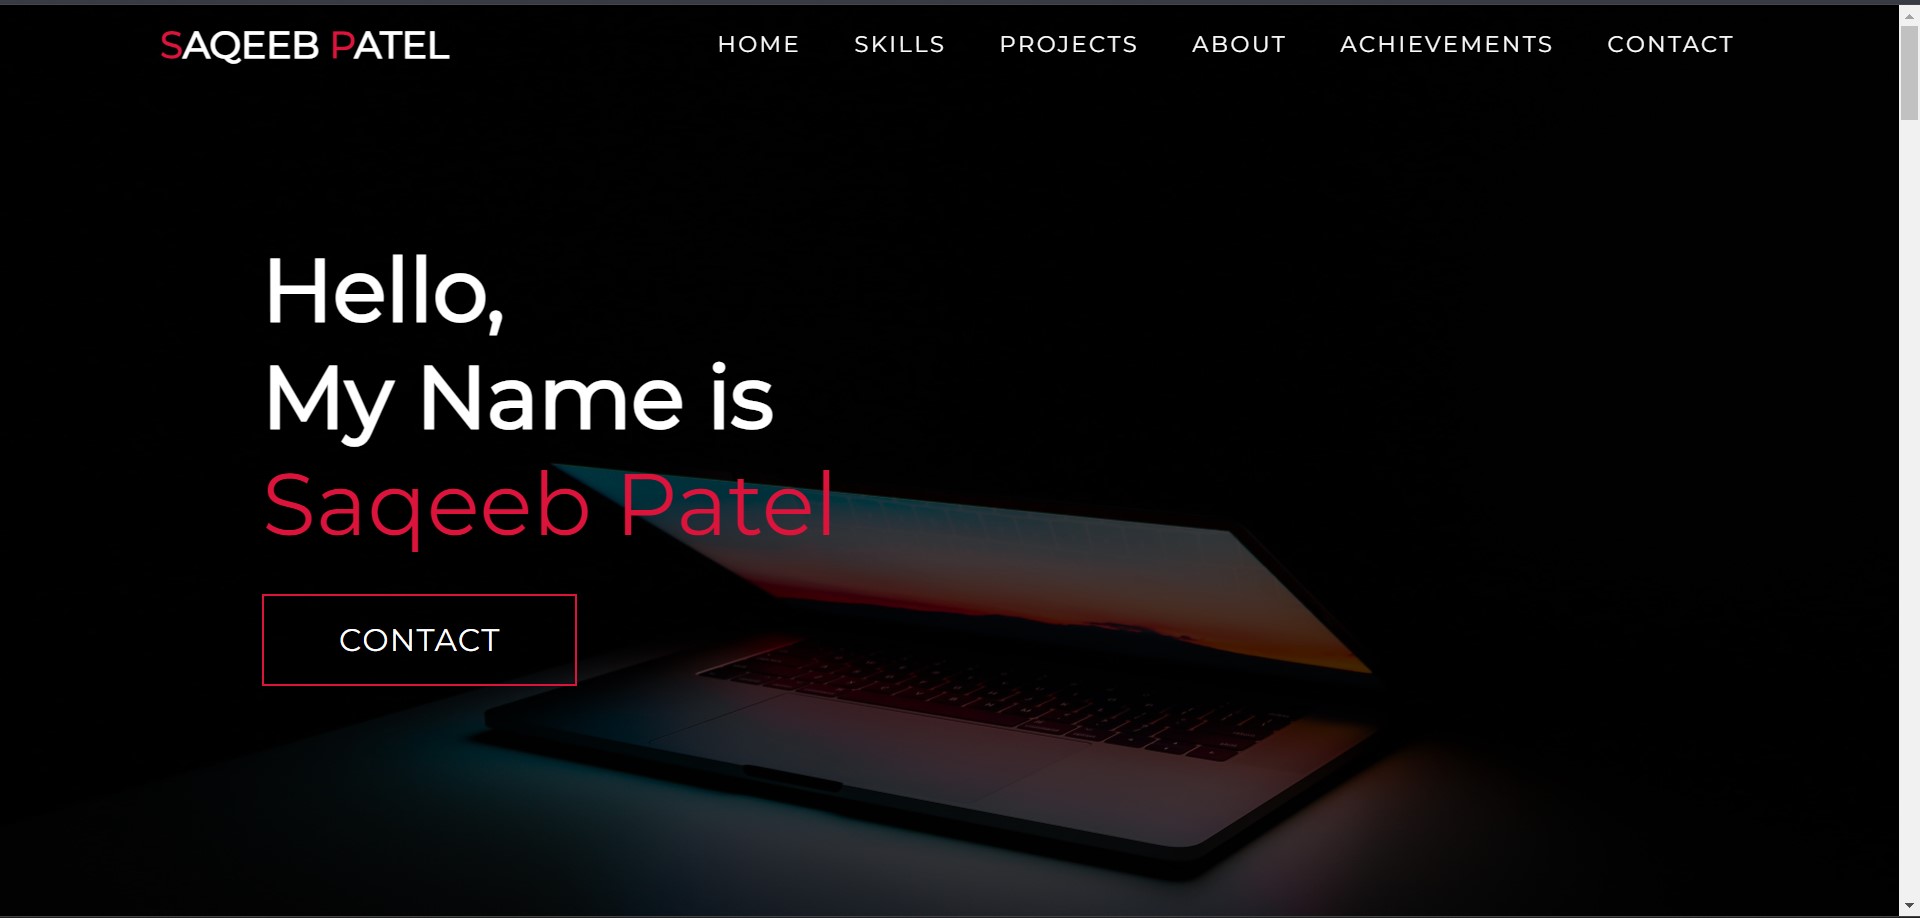 SAQEEB PATEL
HOME SKILLS PROJECTS ABOUT ACHIEVEMENTS CONTACT
Hello,
My Name is
Saqeeb Patel
CONTACT